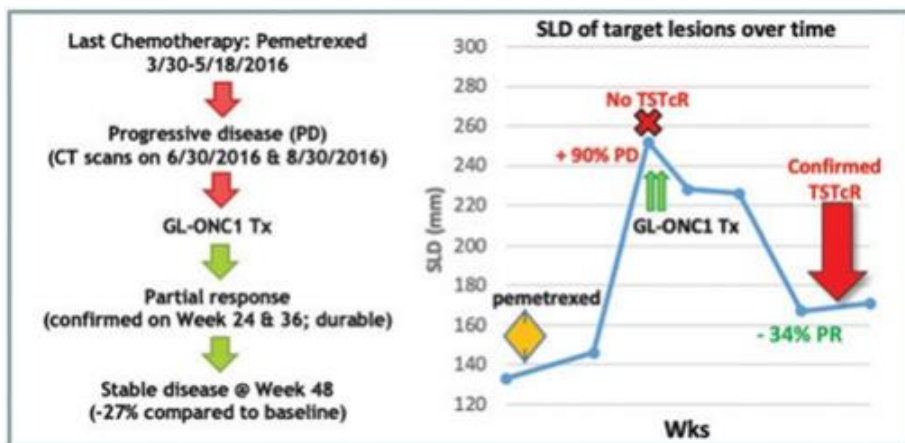 Last Chemotherapy: Pemetrexed
3/30-5/18/2016
Progressive disease (PD)
(CT scans on 6/30/2016 & 8/30/2016)
GL-ONC1 Tx
Partial response
(confirmed on Week 24 & 36; durable)
Stable disease @ Week 48
(-27% compared to baseline)
SLD of target lesions over time
300
280
260
240
220
200
180
160
140
120
SLD (mm)
No TSTcR
+ 90% PD
GL-ONC1 Tx
pemetrexed
Confirmed
TSTcR
- 34% PR
Wks